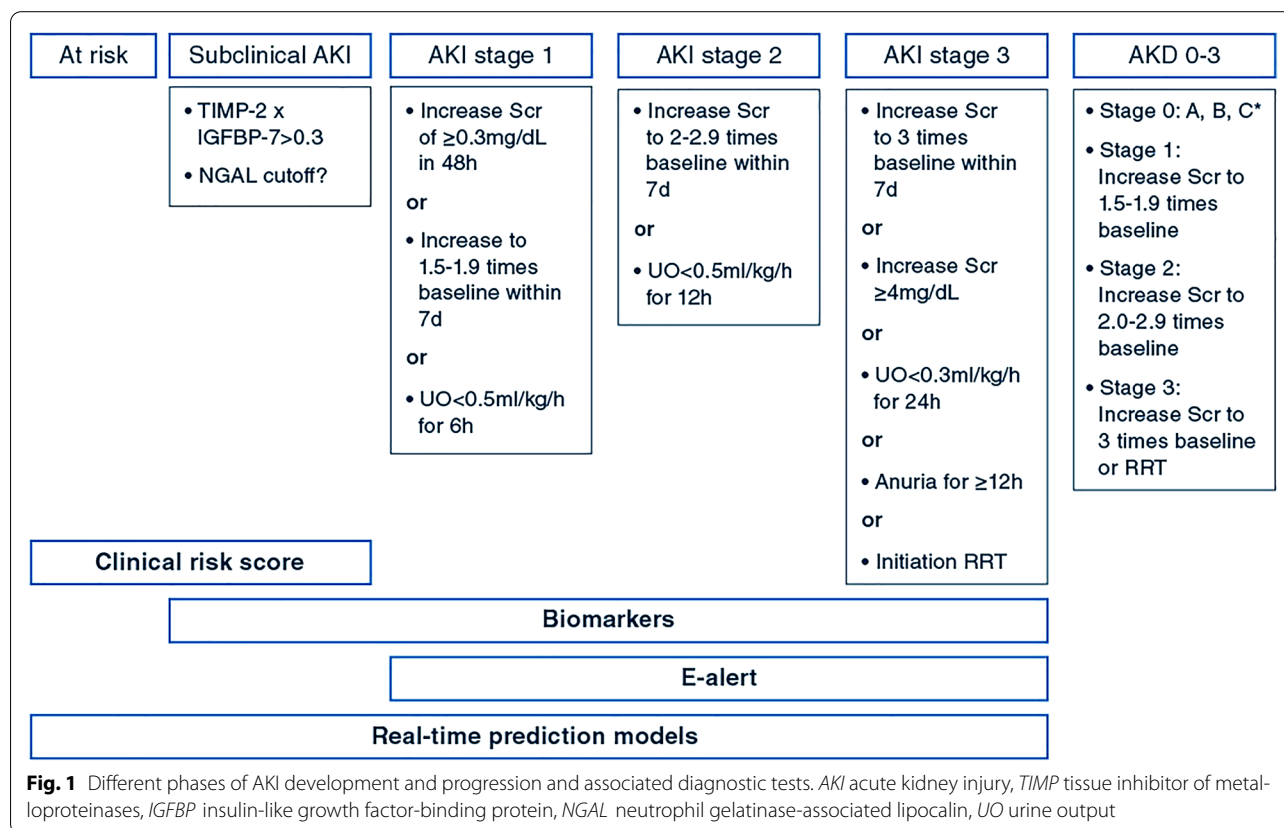 At risk
Subclinical AKI
AKI stage 1
AKI stage 2
AKI stage 3
AKD 0-3
• TIMP-2 x
IGFBP-7>0.3
• NGAL cutoff?
• Increase Scr
of ≥0.3mg/dL
in 48h
or
• Increase to
1.5-1.9 times
baseline within
7d
or
• UO<0.5ml/kg/h
for 6h
• Increase Scr
to 2-2.9 times
baseline within
7d
or
• UO<0.5ml/kg/h
for 12h
• Increase Scr
to 3 times
baseline within
7d
or
• Increase Scr
≥4mg/dL
or
• UO<0.3ml/kg/h
for 24h
or
• Anuria for ≥12h
or
• Initiation RRT
• Stage 0: A, B, C*
• Stage 1:
Increase Scr to
1.5-1.9 times
baseline
• Stage 2:
Increase Scr to
2.0-2.9 times
baseline
• Stage 3:
Increase Scr to
3 times baseline
or RRT
Clinical risk score
Biomarkers
E-alert
Real-time prediction models
Fig. 1 Different phases of AKI development and progression and associated diagnostic tests. AKI acute kidney injury, TIMP tissue inhibitor of metal-
loproteinases, IGFBP insulin-like growth factor-binding protein, NGAL neutrophil gelatinase-associated lipocalin, UO urine output